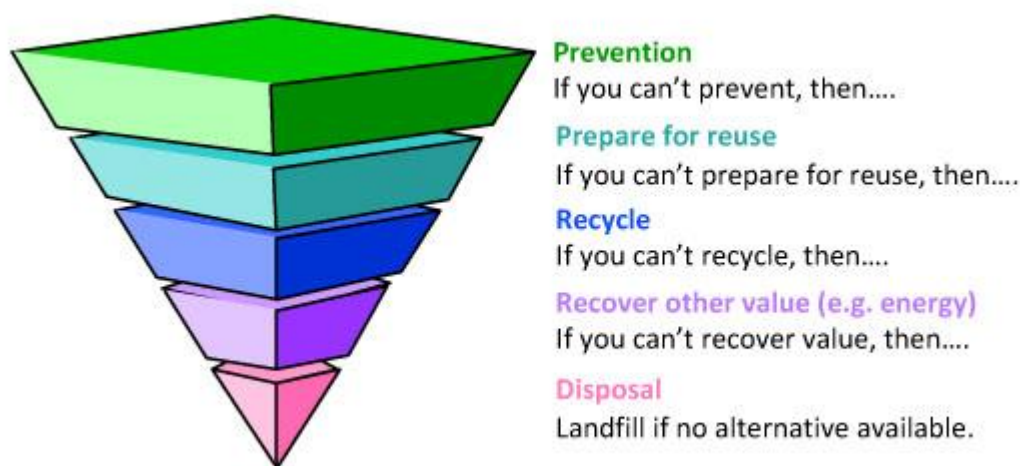 Prevention
If you can’t prevent, then....
Prepare for reuse
If you can’t prepare for reuse, then....
Recycle
If you can’t recycle, then....
Recover other value (e.g. energy)
If you can’t recover value, then....
Disposal
Landfill if no alternative available.